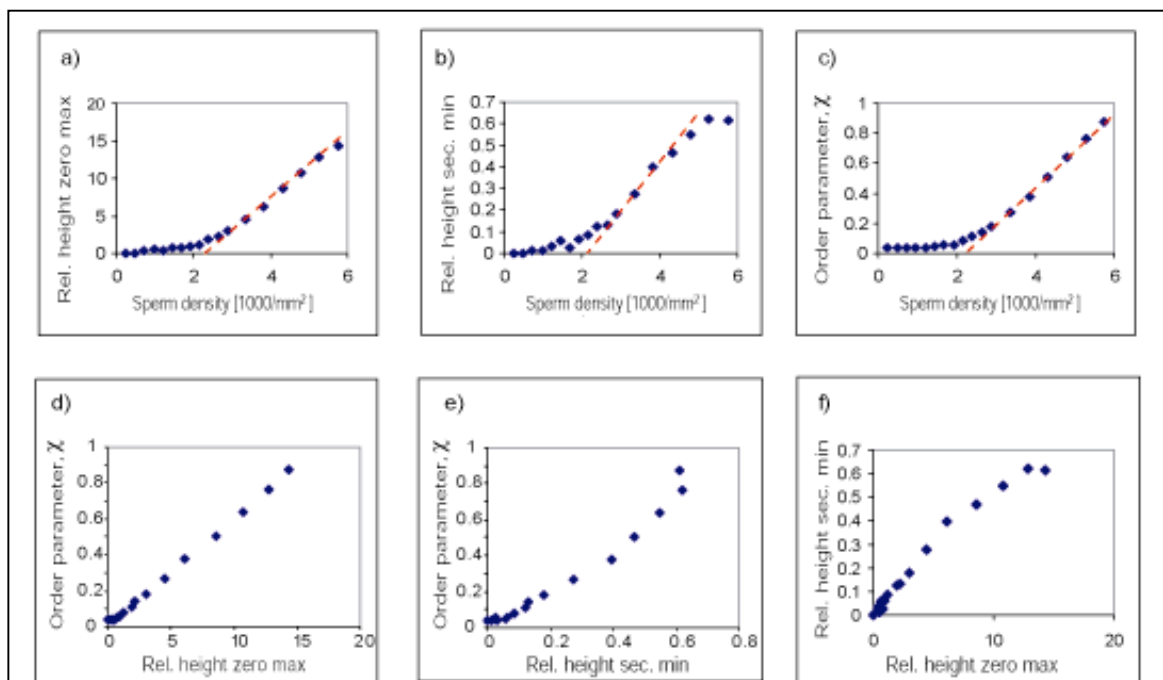 a)
Rel. height zero max
20
15
10
5
0
0 2 4 6
Sperm density [1000/mm²]
b)
Rel. height sec. min
0.7
0.6
0.5
0.4
0.3
0.2
0.1
0
0 2 4 6 8
Sperm density [1000/mm²]
c)
Order parameter, χ
1
0.8
0.6
0.4
0.2
0
0 2 4 6
Sperm density [1000/mm²]
d)
Order parameter, χ
1
0.8
0.6
0.4
0.2
0
0 5 10 15 20
Rel. height zero max
e)
Order parameter, χ
1
0.8
0.6
0.4
0.2
0
0 0.2 0.4 0.6 0.8
Rel. height sec. min
f)
Rel. height sec. min
0.7
0.6
0.5
0.4
0.3
0.2
0.1
0
0 10 20
Rel. height zero max